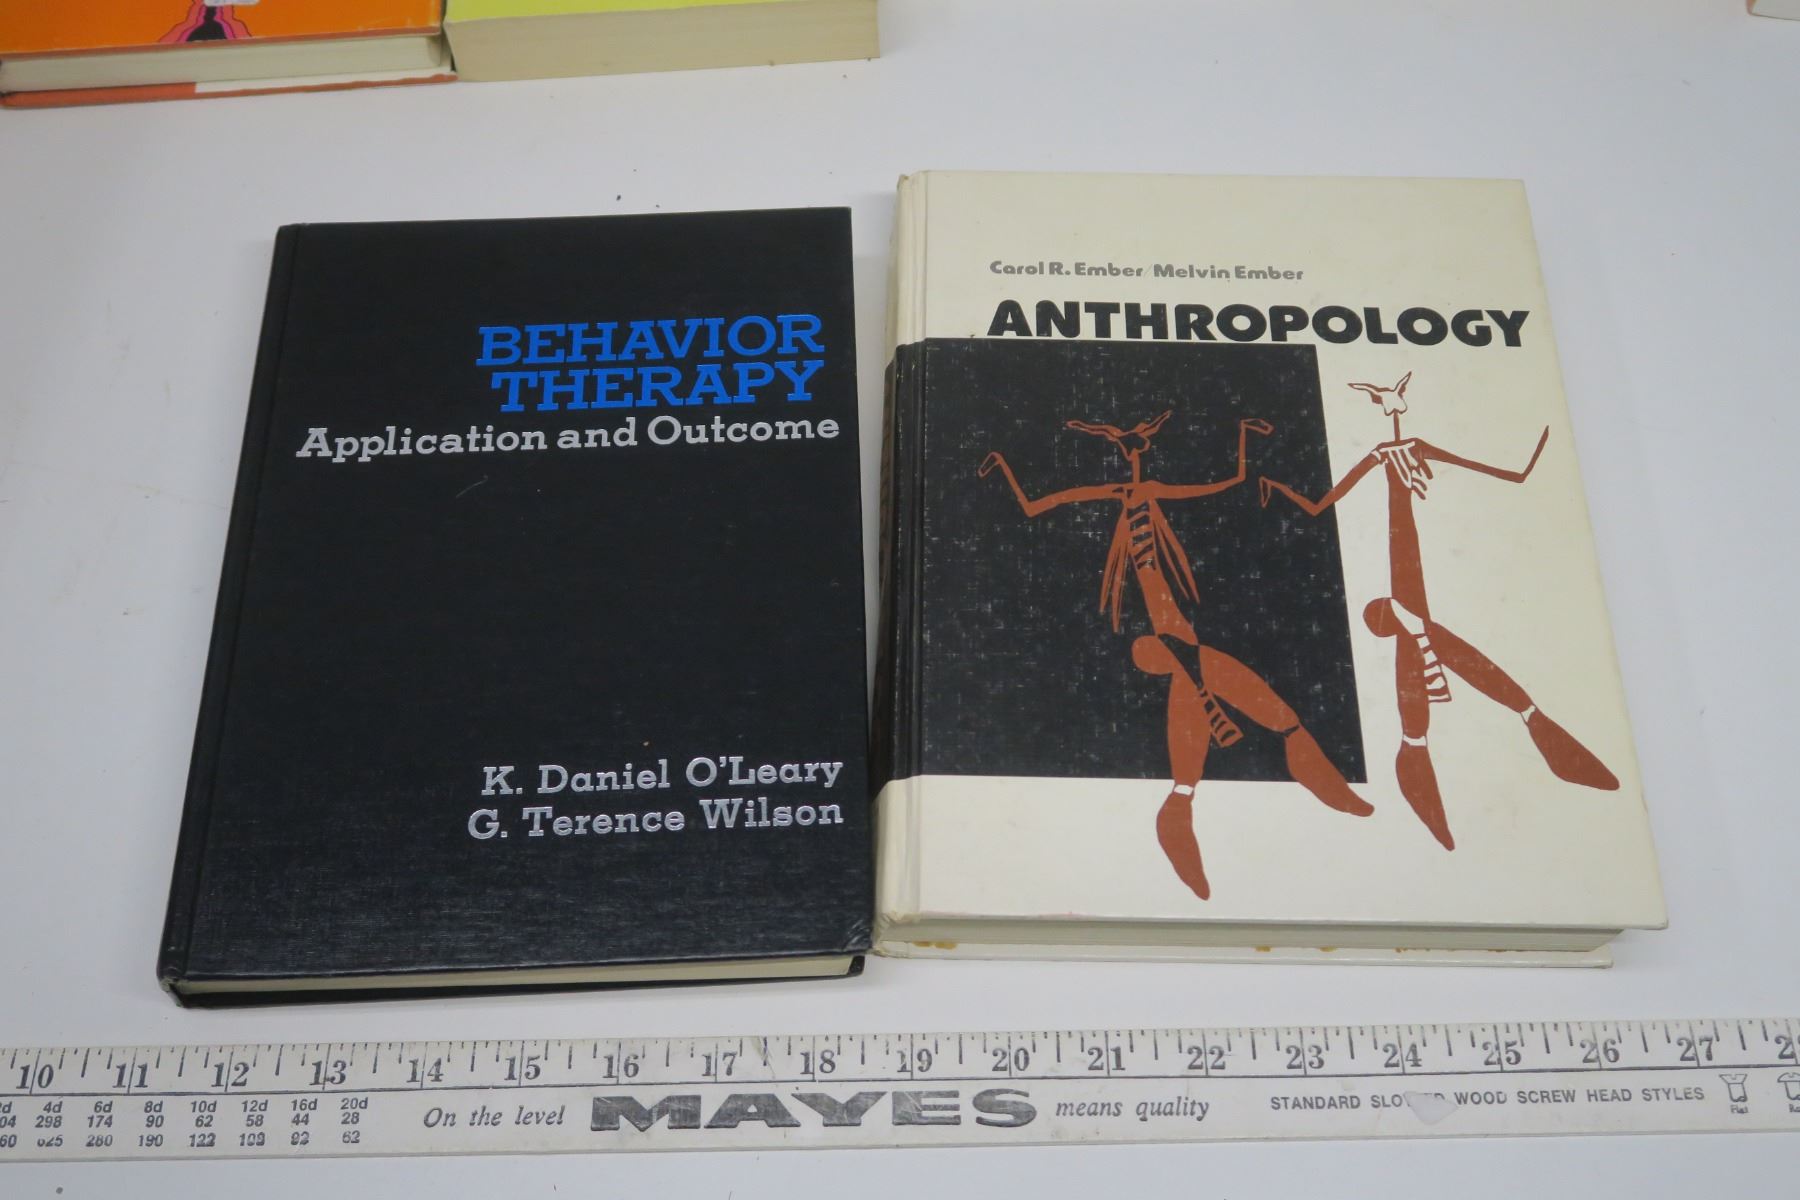 BEHAVIOR
THERAPY
Application and Outcome
K. Daniel O'Leary
G. Terence Wilson
Carol R. Ember/Melvin Ember
ANTHROPOLOGY
10 11 12 13 14 15 16 17 18 19 20 21 22 23 24 25 26 27
4d 6d 8d 10d 12d 16d 20d
298 174 90 62 58 44 28
280 190 122 62
On the level MAYES means quality
STANDARD WOOD SCREW HEAD STYLES
Flat